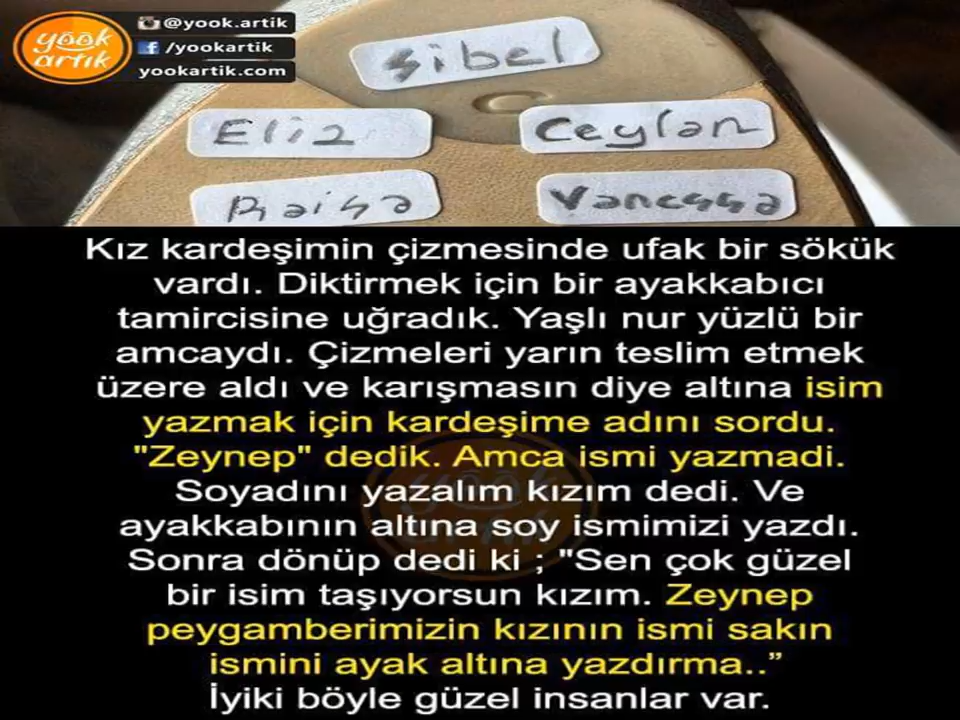 yook
artık
@yook.artik
f /yookartik
yookartik.com
sibel
Eliz
Ceylan
Raisa
Vanessa
Kız kardeşimin çizmesinde ufak bir sökük
vardı. Diktirmek için bir ayakkabıcı
tamircisine uğradık. Yaşlı nur yüzlü bir
amcaydı. Çizmeleri yarın teslim etmek
üzere aldı ve karışmasın diye altına isim
yazmak için kardeşime adını sordu.
"Zeynep" dedik. Amca ismi yazmadi.
Soyadını yazalım kızım dedi. Ve
ayakkabının altına soy ismimizi yazdı.
Sonra dönüp dedi ki ; "Sen çok güzel
bir isim taşıyorsun kızım. Zeynep
peygamberimizin kızının ismi sakın
ismini ayak altına yazdırma..”
İyiki böyle güzel insanlar var.